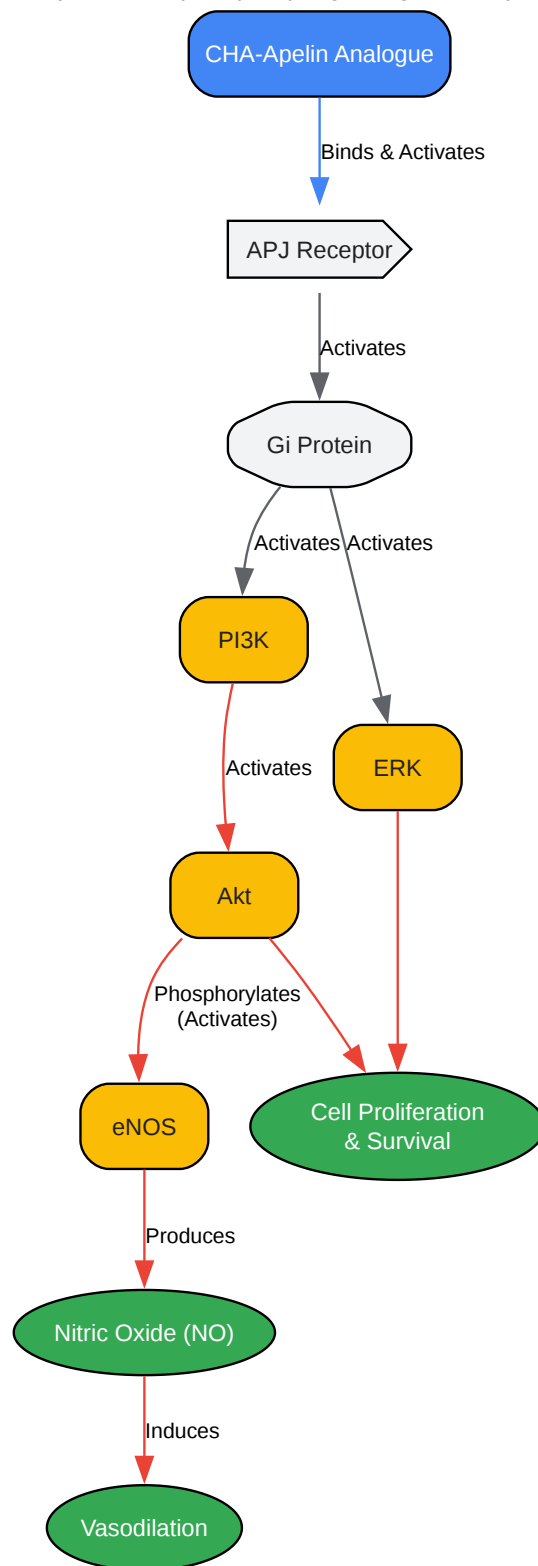 CHA-Apelin Analogue
Binds & Activates
APJ Receptor
Activates
Gi Protein
Activates
Activates
PI3K
ERK
Activates
Akt
Phosphorylates
(Activates)
eNOS
Cell Proliferation
& Survival
Produces
Nitric Oxide (NO)
Induces
Vasodilation